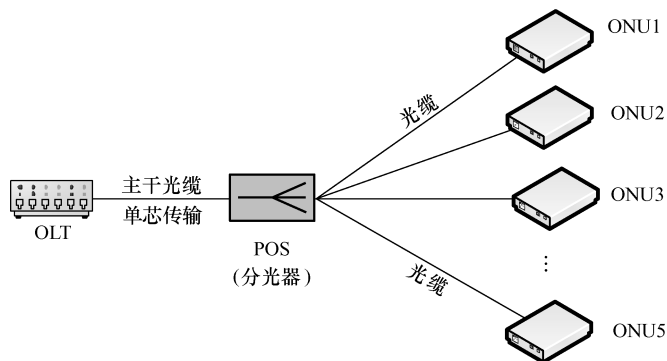 ONU1
光缆
ONU2
主干光缆
单芯传输
ONU3
OLT
POS
(分光器)
光缆
⋮
ONU5